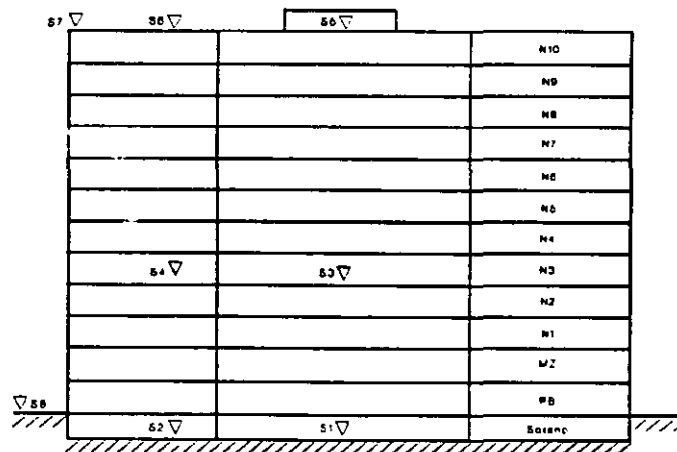 S7 S5 S6
N10
N9
N8
N7
N6
N5
N4
S4 S3 N3
N2
N1
MZ
S8
PB
S2 S1 Sotano